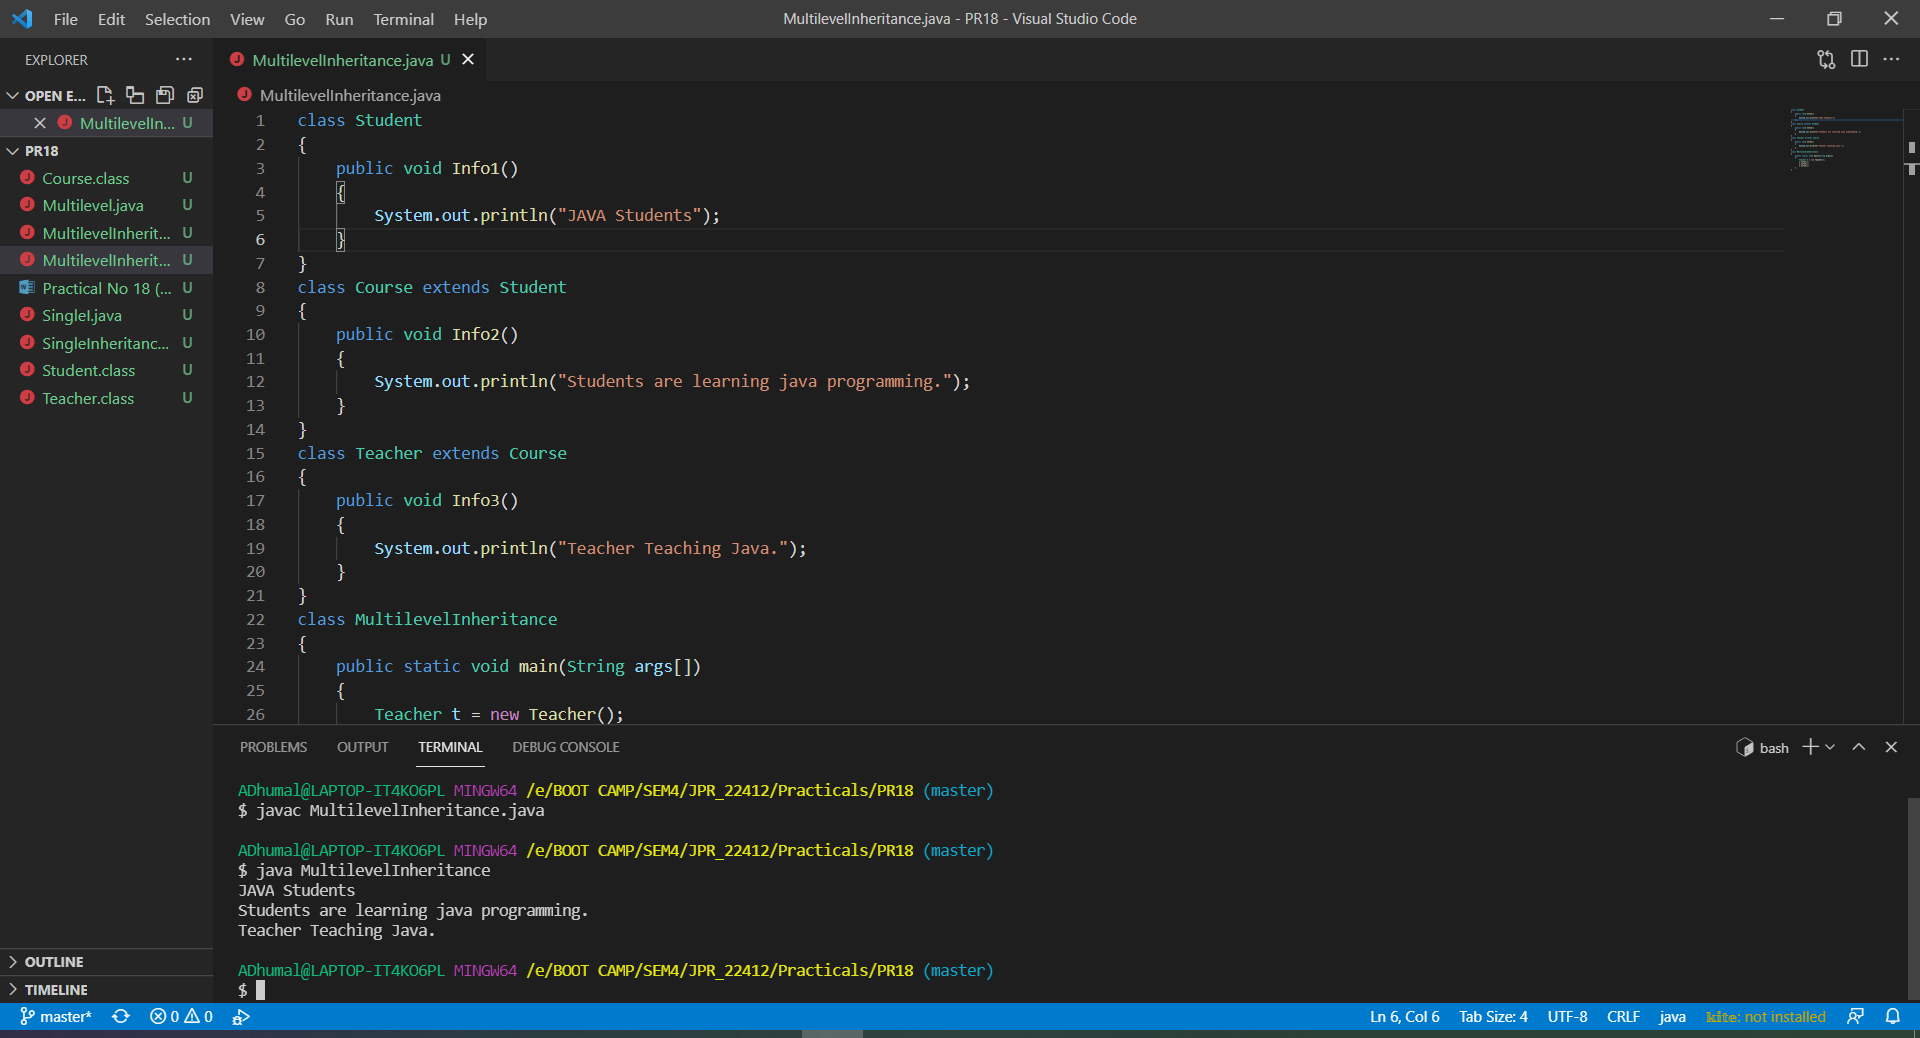 File Edit Selection View Go Run Terminal Help
MultilevelInheritance.java - PR18 - Visual Studio Code
EXPLORER
OPEN E...
MultilevelIn... U
PR18
Course.class U
Multilevel.java U
MultilevelInherit... U
MultilevelInherit... U
Practical No 18 (... U
SingleI.java U
SingleInheritanc... U
Student.class U
Teacher.class U
OUTLINE
TIMELINE
MultilevelInheritance.java U
MultilevelInheritance.java
1 class Student
2 {
3 public void Info1()
4 {
5 System.out.println("JAVA Students");
6 }
7 }
8 class Course extends Student
9 {
10 public void Info2()
11 {
12 System.out.println("Students are learning java programming.");
13 }
14 }
15 class Teacher extends Course
16 {
17 public void Info3()
18 {
19 System.out.println("Teacher Teaching Java.");
20 }
21 }
22 class MultilevelInheritance
23 {
24 public static void main(String args[])
25 {
26 Teacher t = new Teacher();
PROBLEMS OUTPUT TERMINAL DEBUG CONSOLE
bash
ADhumal@LAPTOP-IT4KO6PL MINGW64 /e/BOOT CAMP/SEM4/JPR_22412/Practicals/PR18 (master)
$ javac MultilevelInheritance.java
ADhumal@LAPTOP-IT4KO6PL MINGW64 /e/BOOT CAMP/SEM4/JPR_22412/Practicals/PR18 (master)
$ java MultilevelInheritance
JAVA Students
Students are learning java programming.
Teacher Teaching Java.
ADhumal@LAPTOP-IT4KO6PL MINGW64 /e/BOOT CAMP/SEM4/JPR_22412/Practicals/PR18 (master)
$
master* 0 0
Ln 6, Col 6 Tab Size: 4 UTF-8 CRLF java kite: not installed